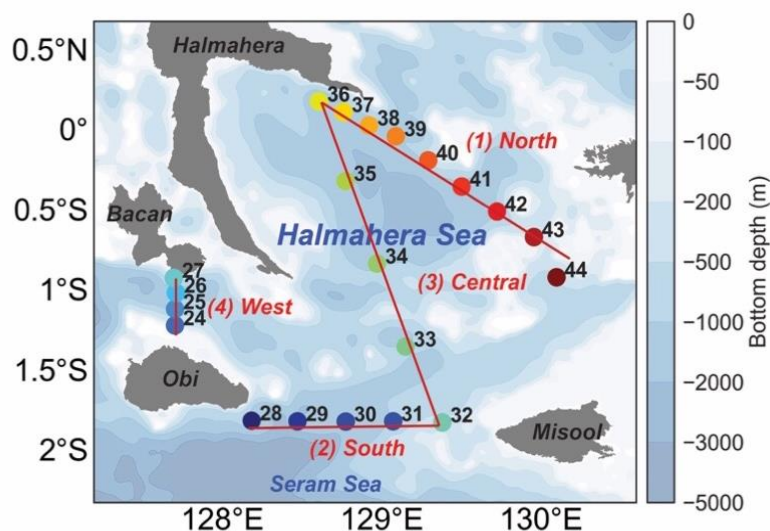 0.5°N
0°
0.5°S
1°S
1.5°S
2°S
128°E
129°E
130°E
Halmahera
Bacan
Obi
Misool
Halmahera Sea
Seram Sea
(1) North
(2) South
(3) Central
(4) West
36
37
38
39
40
41
42
43
44
35
34
33
32
31
30
29
28
27
26
25
24
0
−50
−100
−200
−500
−1000
−2000
−3000
−5000
Bottom depth (m)